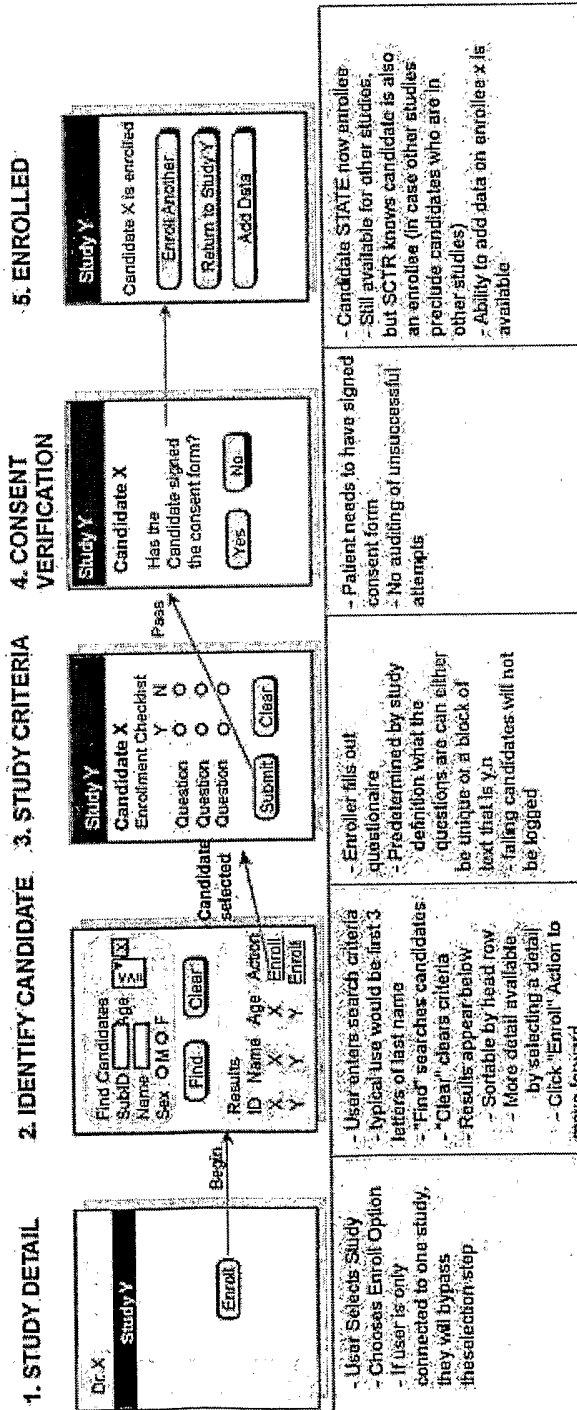 1. STUDY DETAIL
Dr. X
Study Y
Enroll
Begin
- User Selects Study
- Chooses Enroll Option
- If user is only
connected to one study,
they will bypass
theselection step
2. IDENTIFY CANDIDATE
Find Candidates
SubID Age
Name
Sex M F
Find Clear
Results
ID Name Age Action
X X X Enroll
Y Y Y Enroll
Candidate
selected
- User enters search criteria
- typical use would be first 3
letters of last name
- "Find" searches candidates
- "Clear" clears criteria
- Results appear below
- Sortable by head row
- More detail available
by selecting a detail
- Click "Enroll" Action to
move forward
3. STUDY CRITERIA
Study Y
Candidate X
Enrollment Checklist
Y N
Question
Question
Question
Submit Clear
Pass
- Enroller fills out
questionaire
- Predetermined by study
definition what the
questions are can either
be unique or a block of
text that is y.n
- falling candidates will not
be logged
4. CONSENT
VERIFICATION
Study Y
Candidate X
Has the
Candidate signed
the consent form?
Yes No
- Patient needs to have signed
consent form
- No auditing of unsuccessful
attempts
5. ENROLLED
Study Y
Candidate X is enrolled
Enroll Another
Return to Study Y
Add Data
- Candidate STATE now enrollee
- Still available for other studies,
but SCTR knows candidate is also
an enrollee (in case other studies
preclude candidates who are in
other studies)
- Ability to add data on enrollee x is
available